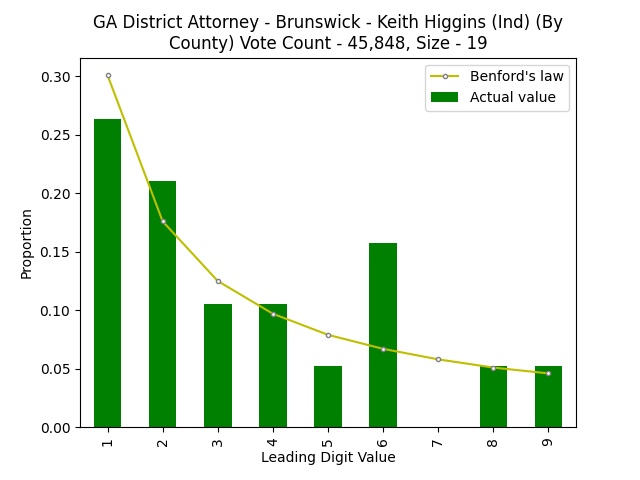 GA District Attorney - Brunswick - Keith Higgins (Ind) (By
County) Vote Count - 45,848, Size - 19
Benford's law
Actual value
0.30
0.25
0.20
0.15
0.10
0.05
0.00
Proportion
1 2 3 4 5 6 7 8 9
Leading Digit Value